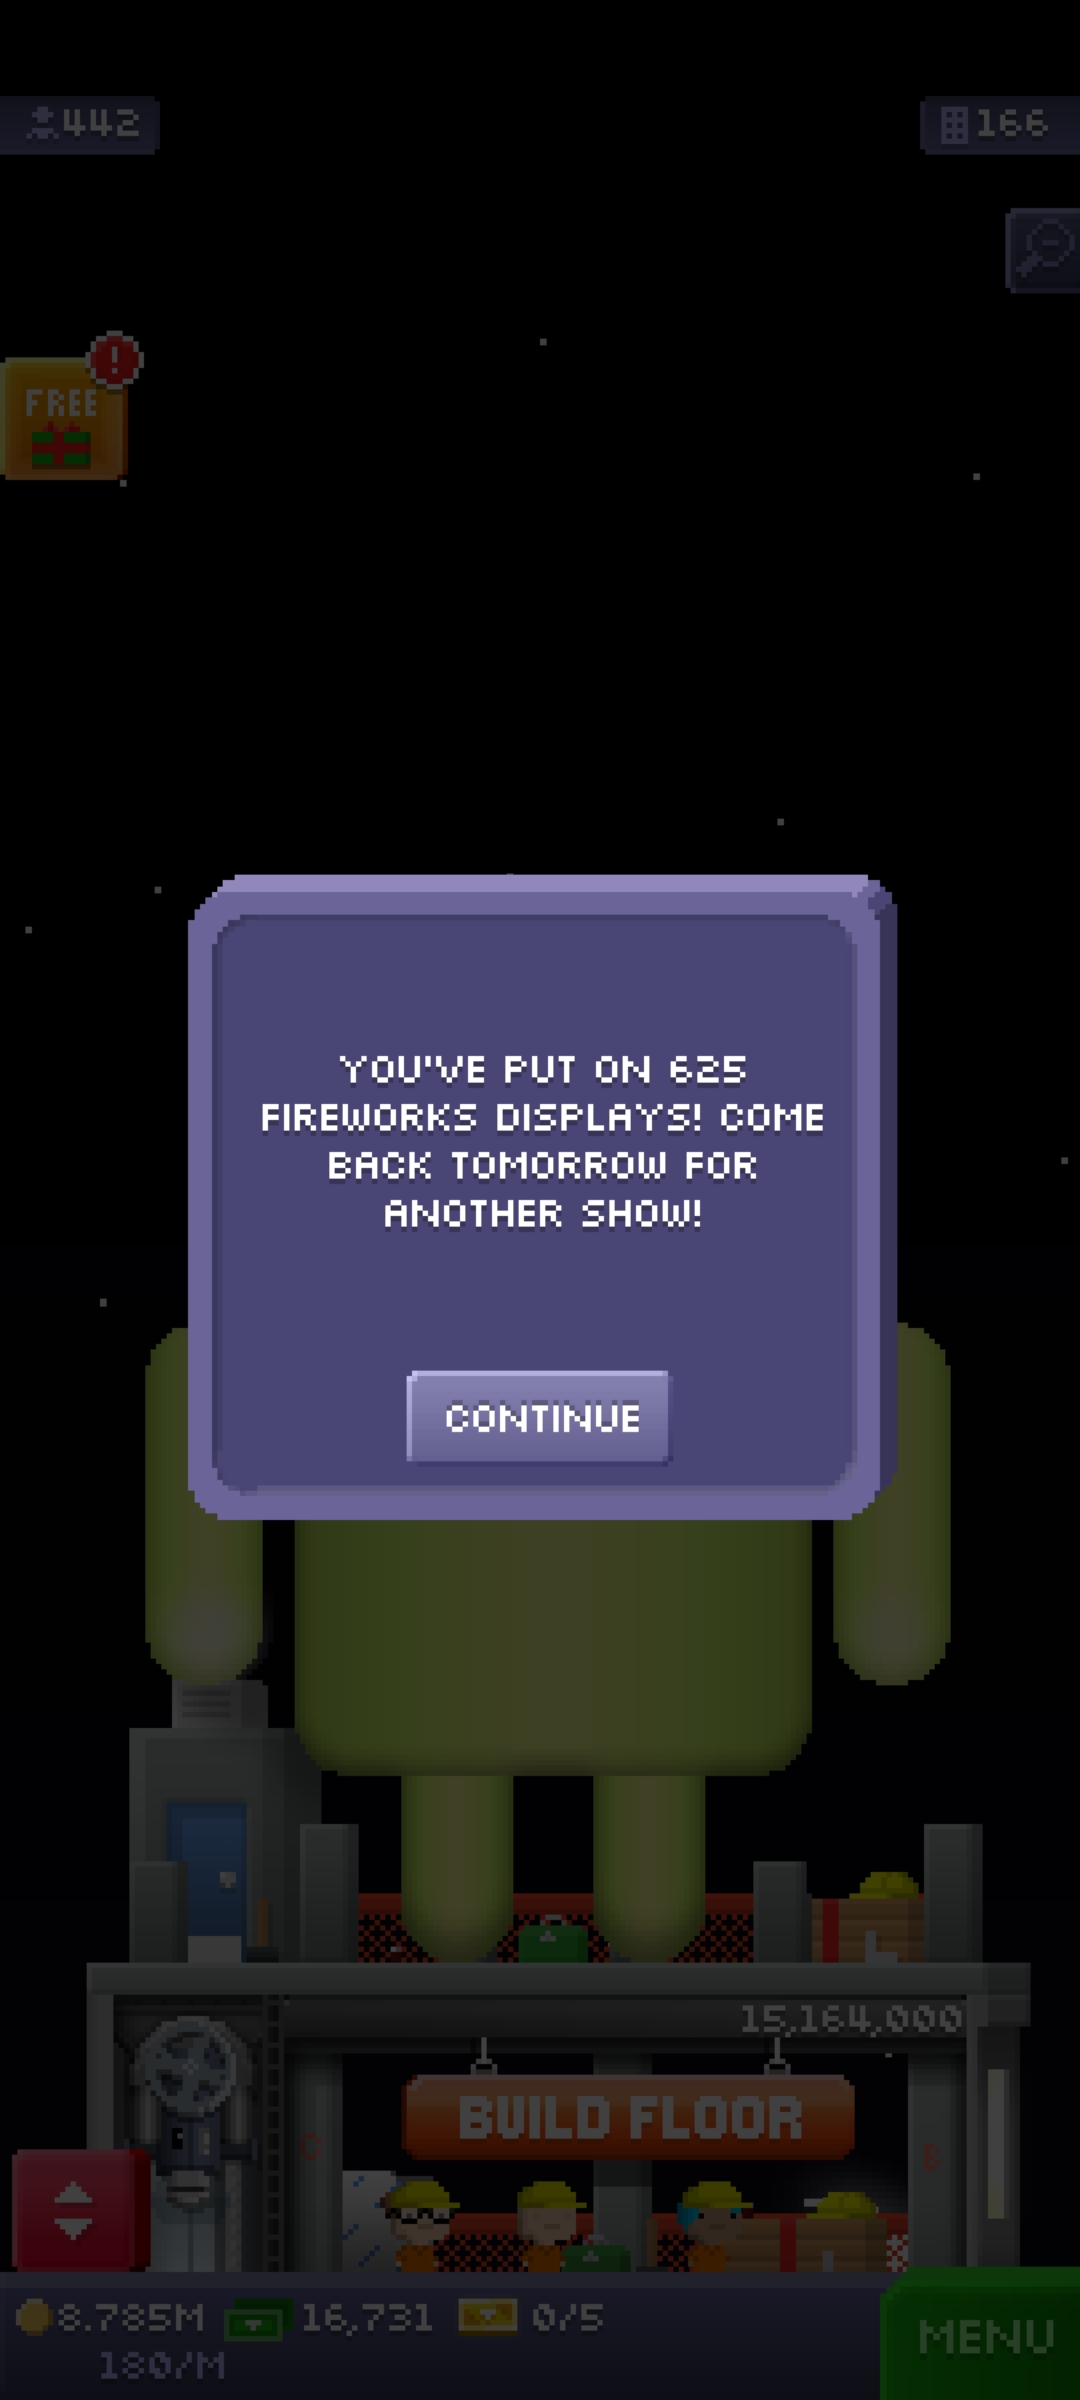 442
166
FREE
YOU'VE PUT ON 625
FIREWORKS DISPLAYS! COME
BACK TOMORROW FOR
ANOTHER SHOW!
CONTINUE
15,164,000
BUILD FLOOR
C
B
8.785M
16,731
0/5
180/M
MENU